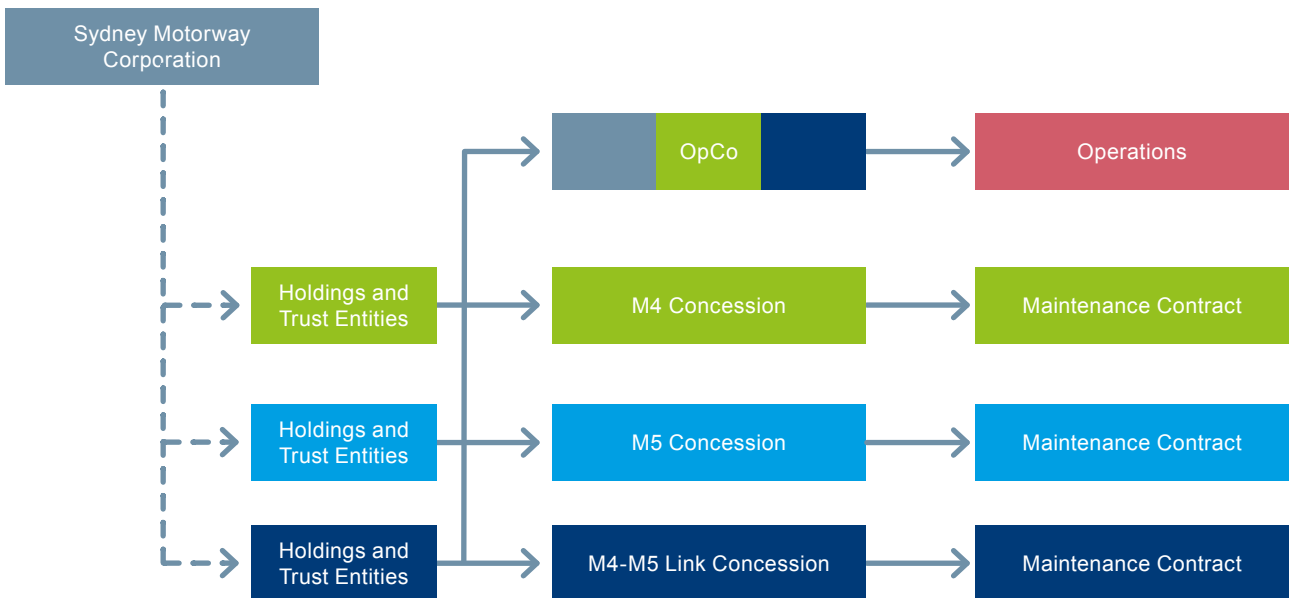 Sydney Motorway
Corporation
OpCo
Operations
Holdings and
Trust Entities
M4 Concession
Maintenance Contract
Holdings and
Trust Entities
M5 Concession
Maintenance Contract
Holdings and
Trust Entities
M4-M5 Link Concession
Maintenance Contract